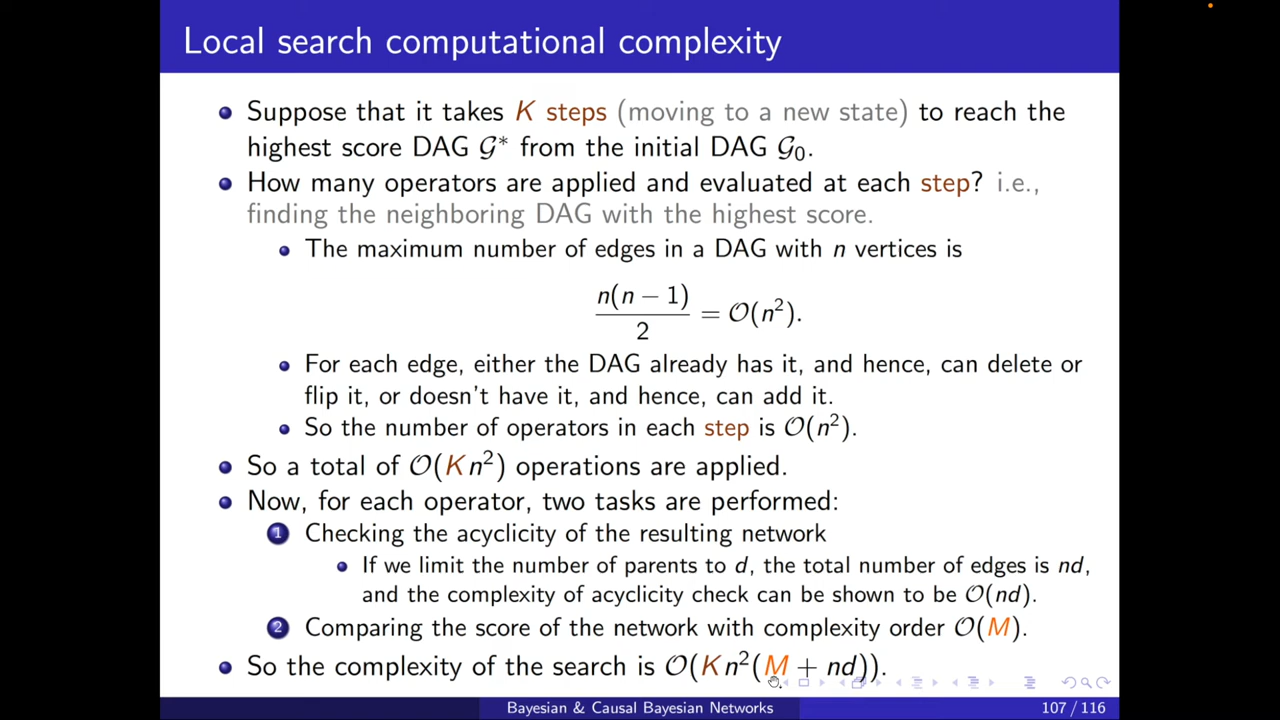 Local search computational complexity
Suppose that it takes K steps (moving to a new state) to reach the
highest score DAG 𝒢* from the initial DAG 𝒢₀.
How many operators are applied and evaluated at each step? i.e.,
finding the neighboring DAG with the highest score.
The maximum number of edges in a DAG with n vertices is
n(n − 1)
2
= 𝒪(n²).
For each edge, either the DAG already has it, and hence, can delete or
flip it, or doesn't have it, and hence, can add it.
So the number of operators in each step is 𝒪(n²).
So a total of 𝒪(Kn²) operations are applied.
Now, for each operator, two tasks are performed:
1 Checking the acyclicity of the resulting network
If we limit the number of parents to d, the total number of edges is nd,
and the complexity of acyclicity check can be shown to be 𝒪(nd).
2 Comparing the score of the network with complexity order 𝒪(M).
So the complexity of the search is 𝒪(Kn²(M + nd)).
Bayesian & Causal Bayesian Networks 107 / 116